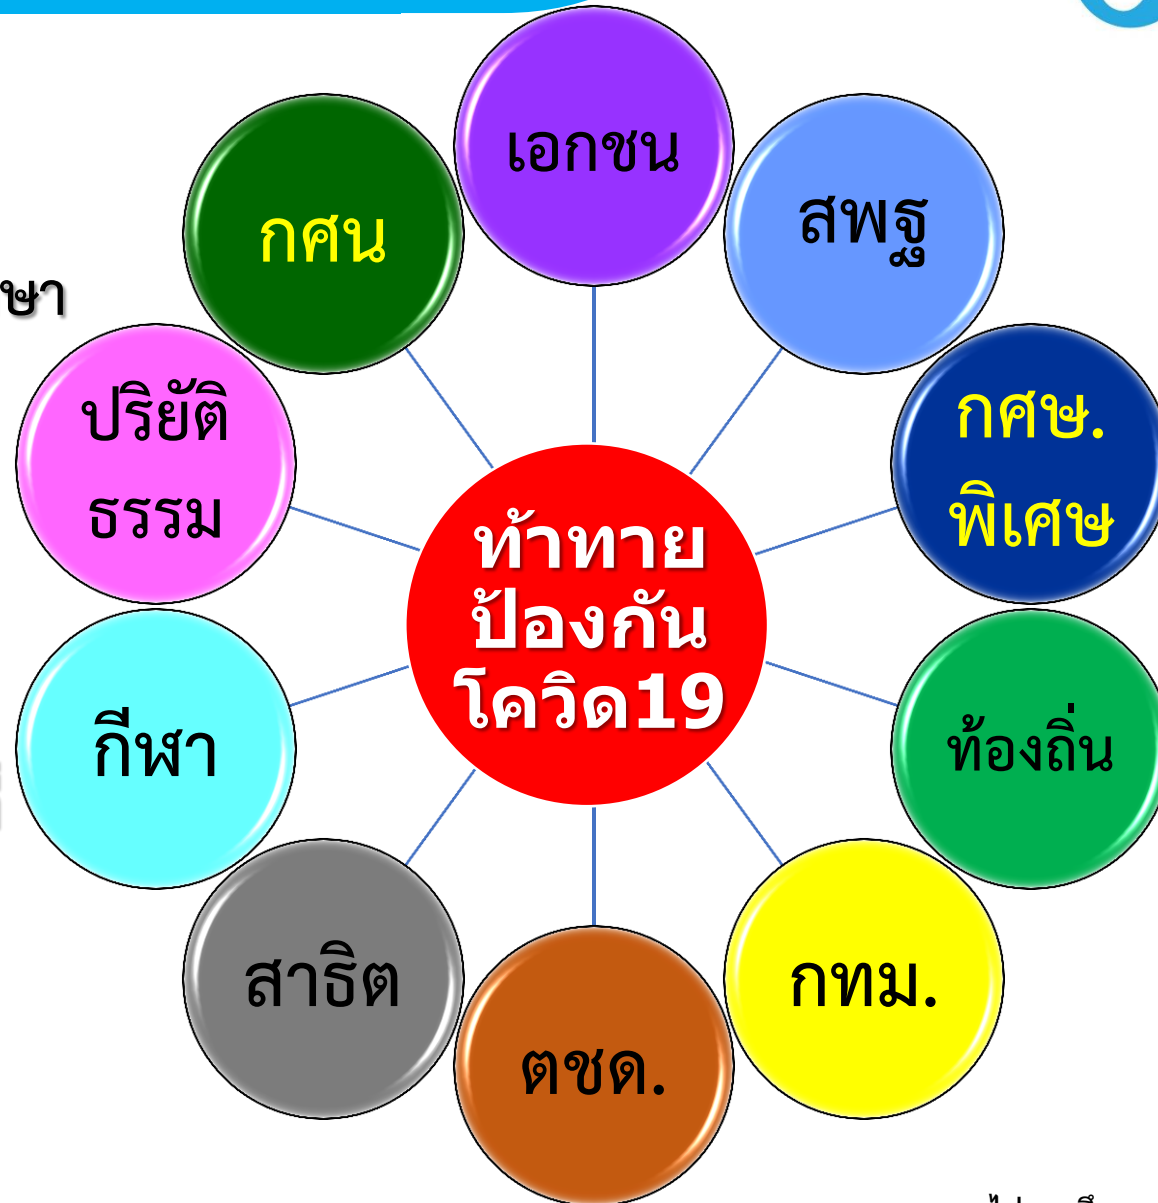 เอกชน
สพฐ
กศษ.
พิเศษ
ท้องถิ่น
กทม.
ตชด.
สาธิต
กีฬา
ปริยัติ
ธรรม
กศน
ท้าทาย
ป้องกัน
โควิด19